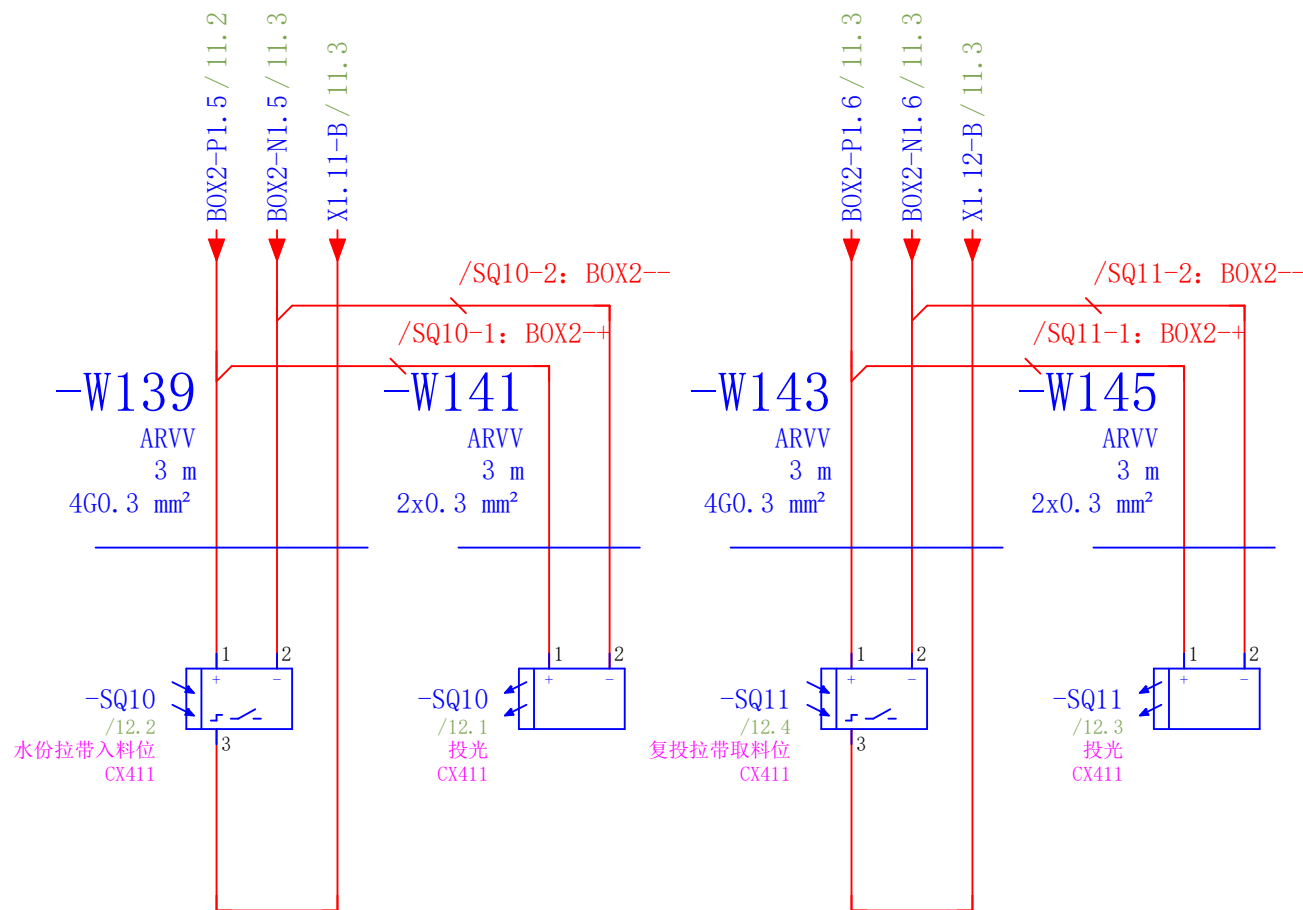 BOX2-P1.5/11.2
BOX2-N1.5/11.3
X1.11-B/11.3
BOX2-P1.6/11.3
BOX2-N1.6/11.3
X1.12-B/11.3
/SQ10-2: BOX2--
/SQ10-1: BOX2-+
/SQ11-2: BOX2--
/SQ11-1: BOX2-+
-W139
ARVV
3 m
4G0.3 mm²
-W141
ARVV
3 m
2x0.3 mm²
-W143
ARVV
3 m
4G0.3 mm²
-W145
ARVV
3 m
2x0.3 mm²
1 2
+ -
3
-SQ10
/12.2
水份拉带入料位
CX411
1 2
+ -
-SQ10
/12.1
投光
CX411
1 2
+ -
3
-SQ11
/12.4
复投拉带取料位
CX411
1 2
+ -
-SQ11
/12.3
投光
CX411